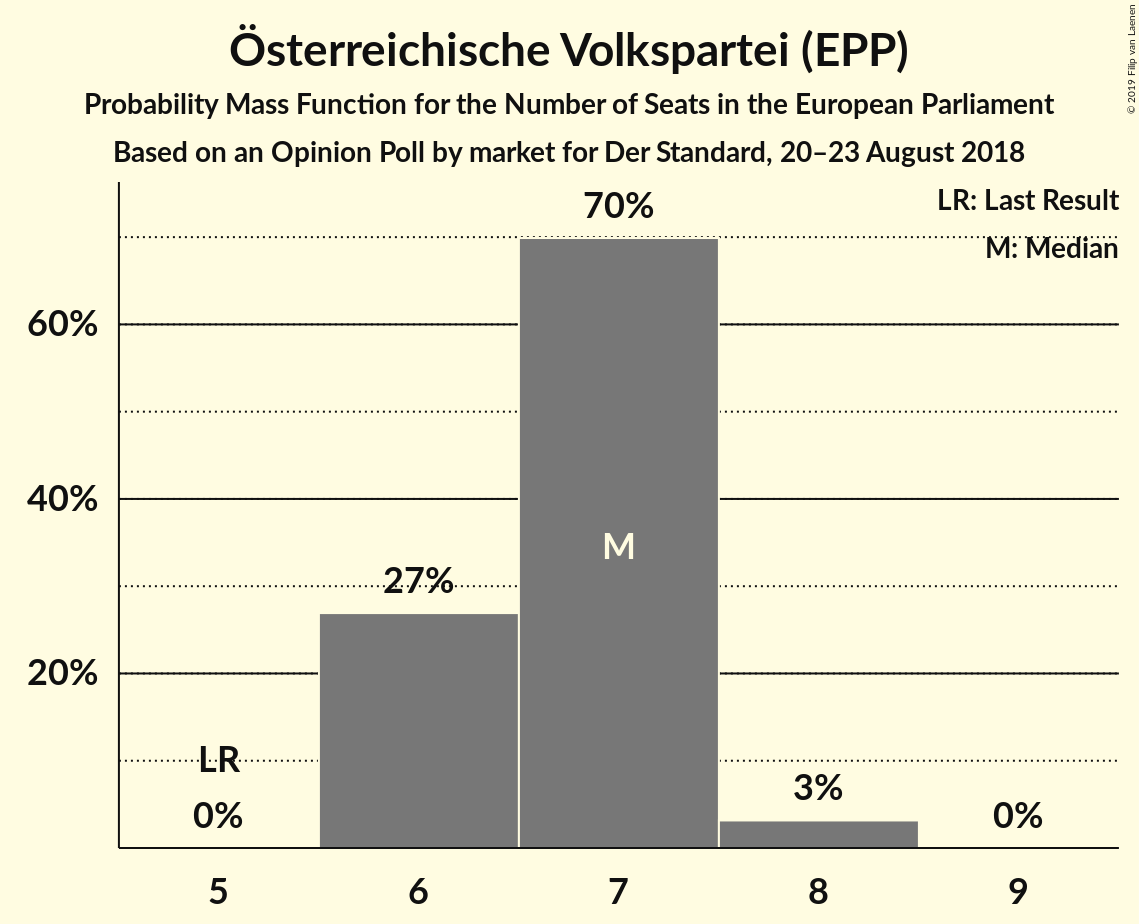 Österreichische Volkspartei (EPP)
Probability Mass Function for the Number of Seats in the European Parliament
Based on an Opinion Poll by market for Der Standard, 20–23 August 2018
© 2019 Filip van Laenen
LR: Last Result
M: Median
70%
60%
40%
20%
M
27%
LR
0%
3%
0%
5 6 7 8 9